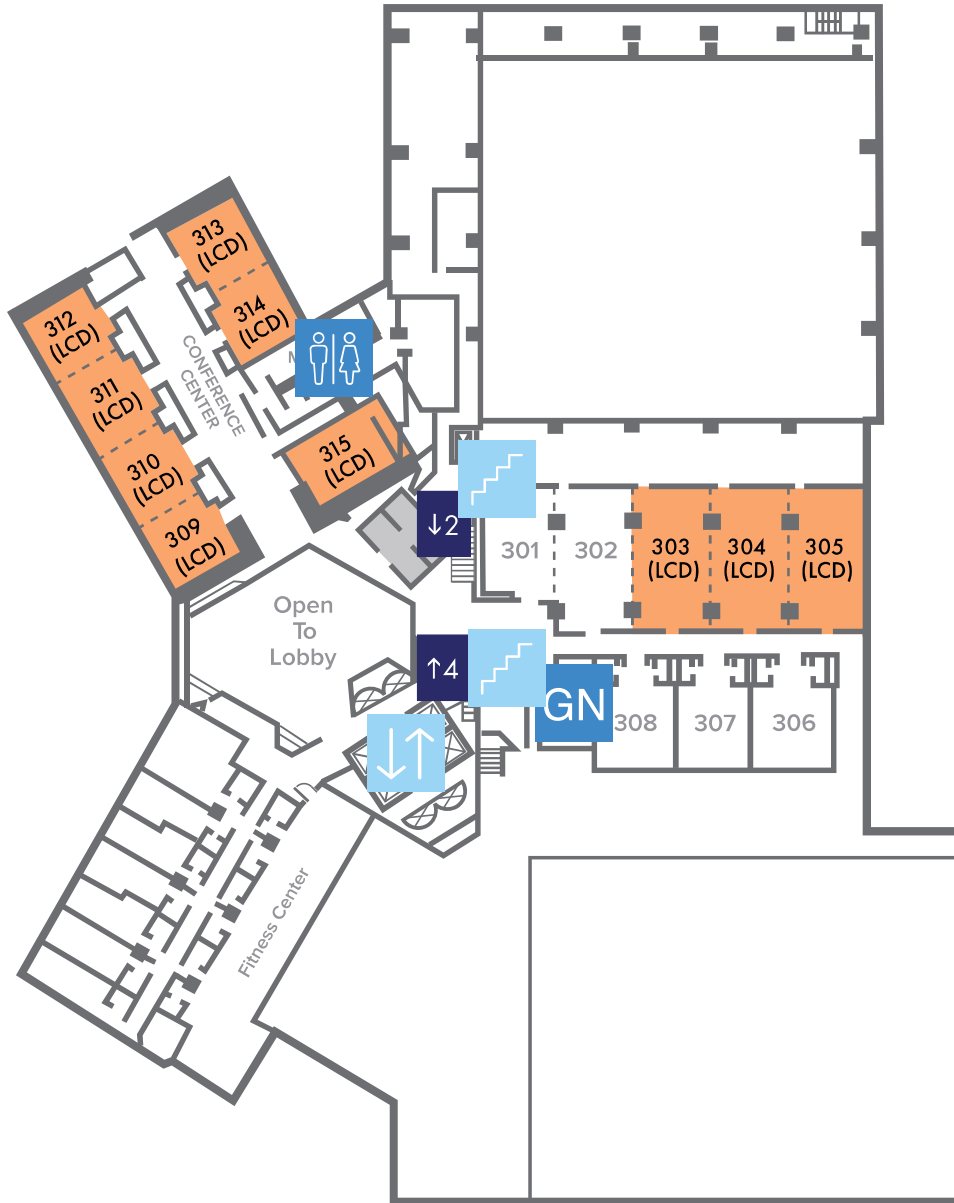 313
(LCD)
314
(LCD)
312
(LCD)
311
(LCD)
310
(LCD)
309
(LCD)
CONFERENCE
CENTER
M
315
(LCD)
↓2
301
302
303
(LCD)
304
(LCD)
305
(LCD)
Open
To
Lobby
↑4
GN
308
307
306
↓↑
Fitness Center